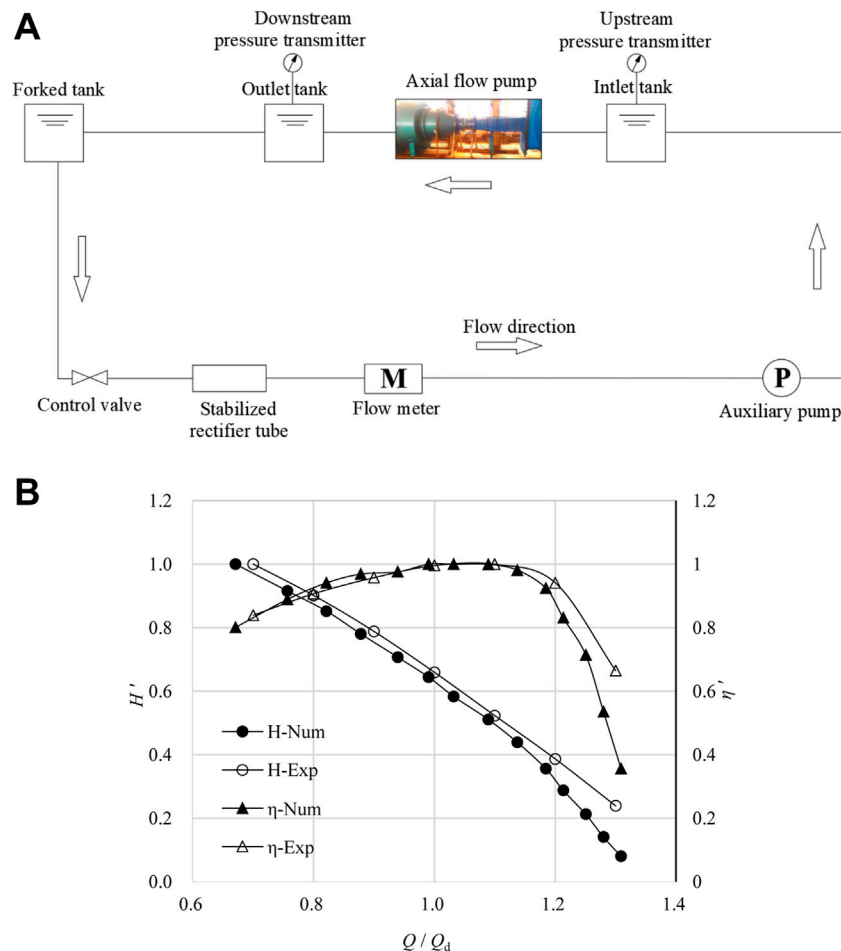 A
Downstream
pressure transmitter
Upstream
pressure transmitter
Forked tank
Outlet tank
Axial flow pump
Intlet tank
Flow direction
M
P
Control valve
Stabilized
rectifier tube
Flow meter
Auxiliary pump
B
1.2
1.0
0.8
0.6
0.4
0.2
0.0
H'
H-Num
H-Exp
η-Num
η-Exp
1.2
1
0.8
0.6
0.4
0.2
0
η'
0.6
0.8
1.0
1.2
1.4
Q / Qd